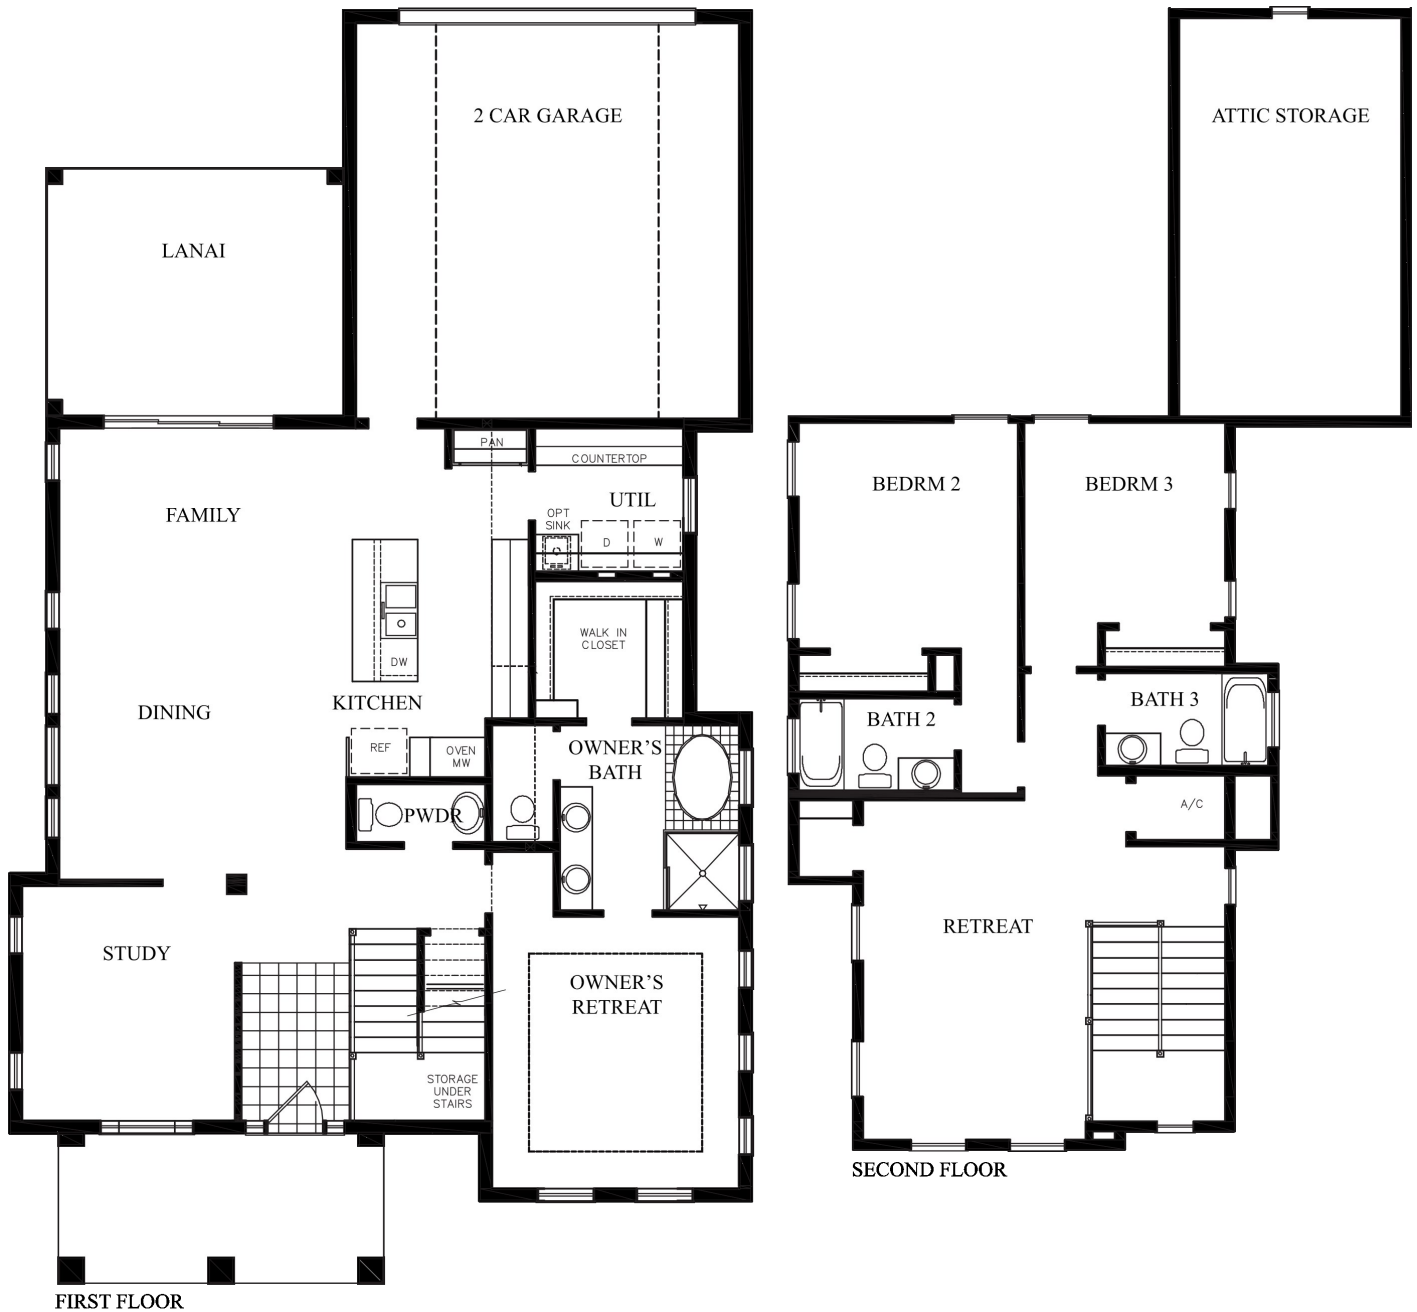 2 CAR GARAGE
ATTIC STORAGE
LANAI
PAN
COUNTERTOP
BEDRM 2
BEDRM 3
UTIL
FAMILY
OPT
SINK
D
W
WALK IN
CLOSET
DW
KITCHEN
BATH 3
DINING
BATH 2
REF
OVEN
MW
OWNER'S
BATH
A/C
PWDR
RETREAT
STUDY
OWNER'S
RETREAT
STORAGE
UNDER
STAIRS
SECOND FLOOR
FIRST FLOOR